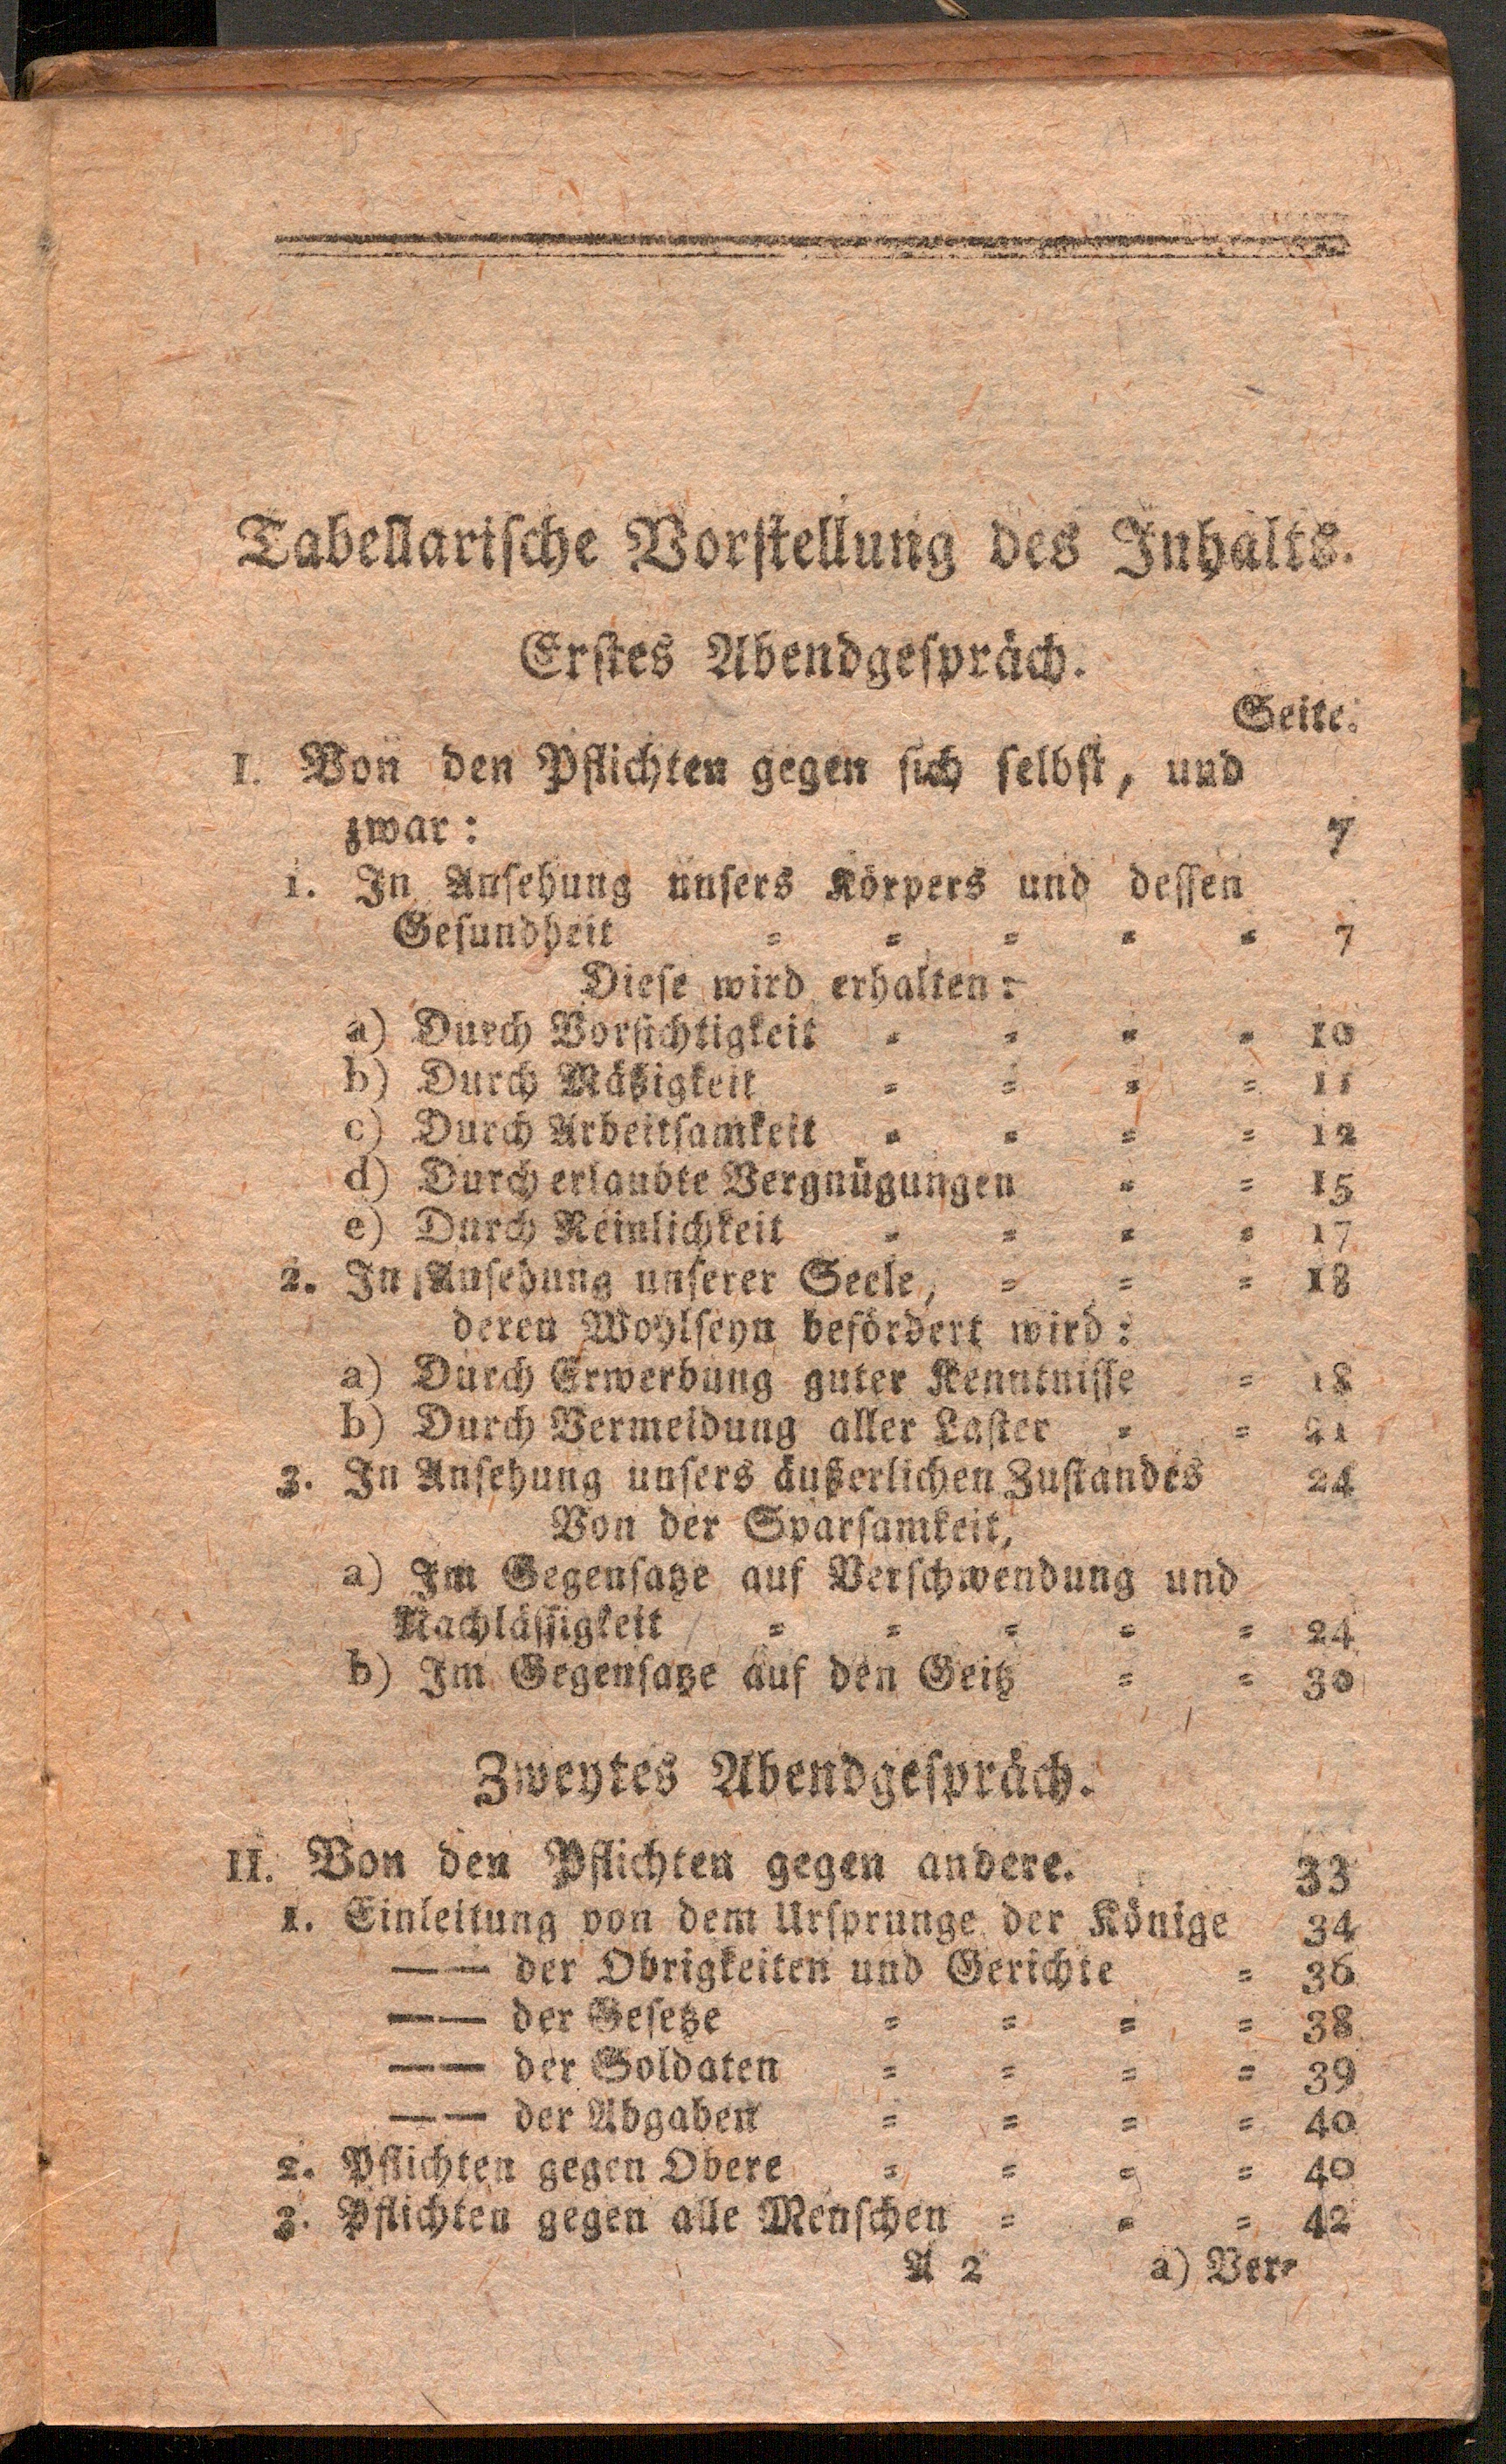 Tabellarische Vorstellung des Inhalts.
Erstes Abendgespräch.
Seite.
I. Von den Pflichten gegen sich selbst, und
zwar: 7
1. In Ansehung unsers Körpers und dessen
Gesundheit = = = = = 7
Diese wird erhalten:
a) Durch Vorsichtigkeit = = = = 10
b) Durch Mäßigkeit = = = = 11
c) Durch Arbeitsamkeit = = = = 12
d) Durch erlaubte Vergnügungen = = 15
e) Durch Reinlichkeit = = = = 17
2. In Ansehung unserer Seele, = = = 18
deren Wohlseyn befördert wird:
a) Durch Erwerbung guter Kenntnisse = 18
b) Durch Vermeidung aller Laster = = 21
3. In Ansehung unsers äußerlichen Zustandes 24
Von der Sparsamkeit,
a) Im Gegensatze auf Verschwendung und
Nachlässigkeit = = = = = 24
b) Im Gegensatze auf den Geitz = = 30
Zweytes Abendgespräch.
II. Von den Pflichten gegen andere. 33
1. Einleitung von dem Ursprunge der Könige 34
—— der Obrigkeiten und Gerichte = 36
—— der Gesetze = = = = 38
—— der Soldaten = = = = 39
—— der Abgaben = = = = 40
2. Pflichten gegen Obere = = = = 40
3. Pflichten gegen alle Menschen = = = 42
A 2 a) Ver=